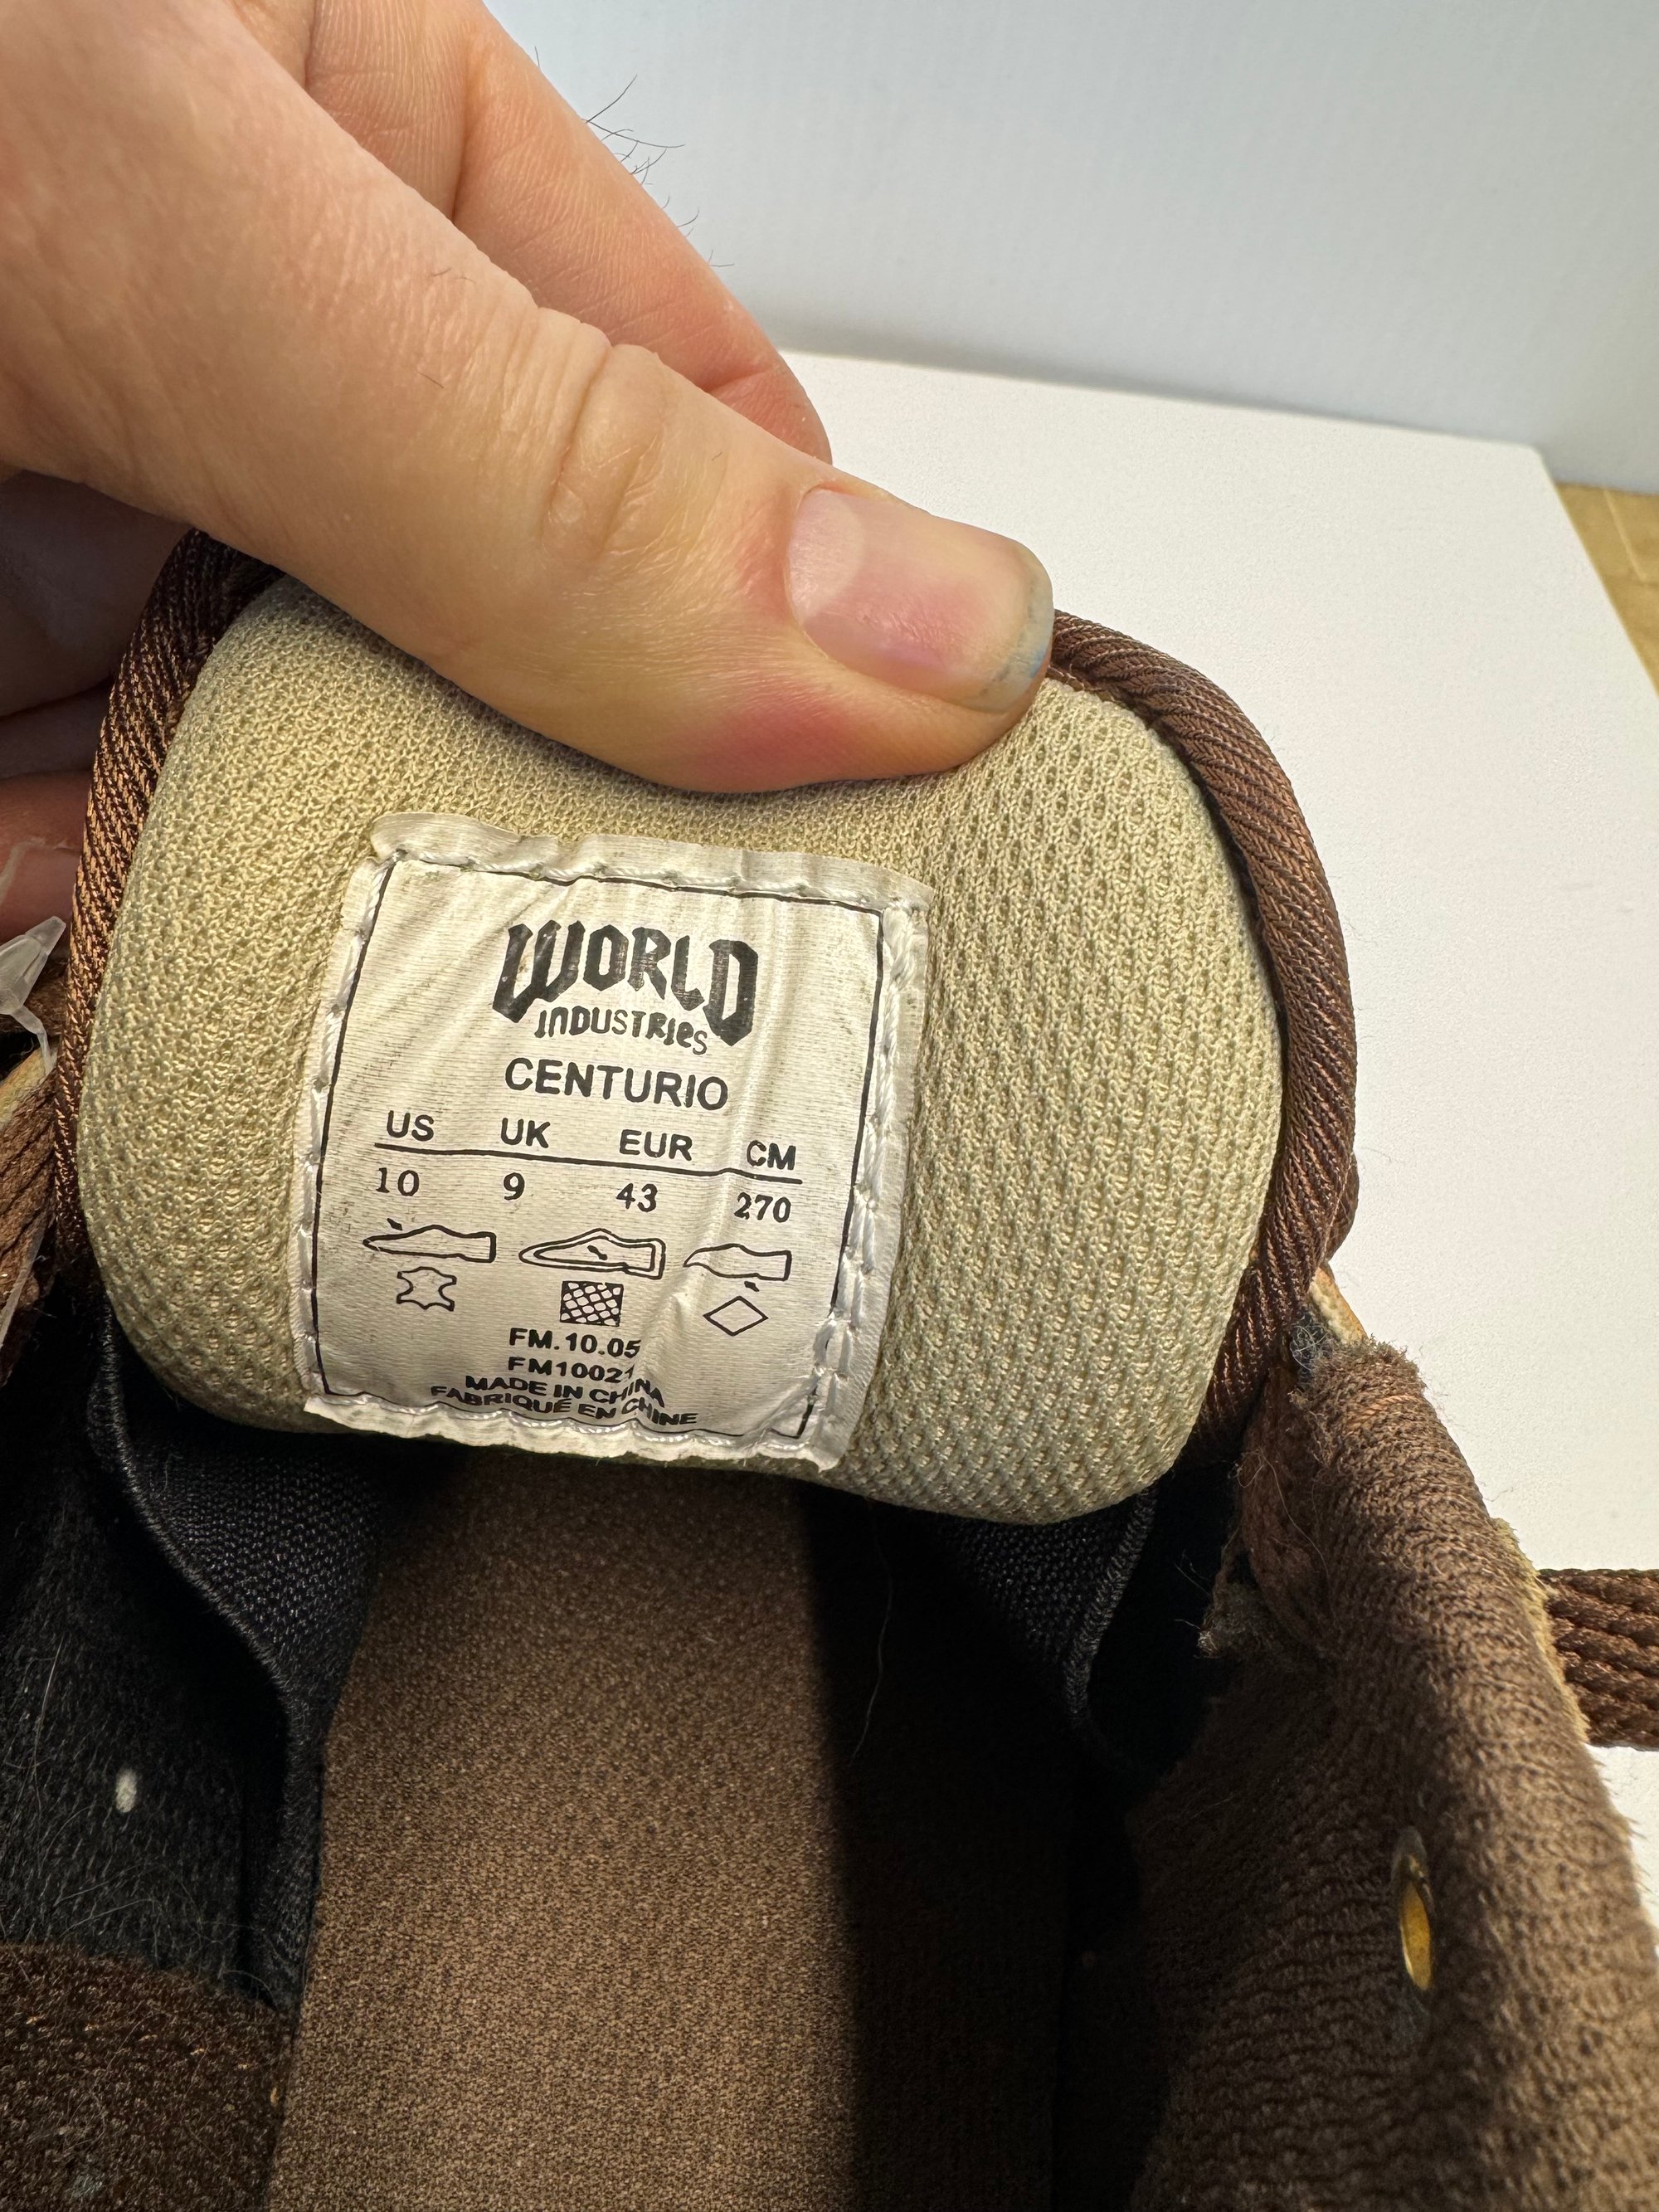 WORLD
INDUSTRIES
CENTURIO
US UK EUR CM
10 9 43 270
FM.10.05
MADE IN CHINA
FABRIQUÉ EN CHINE